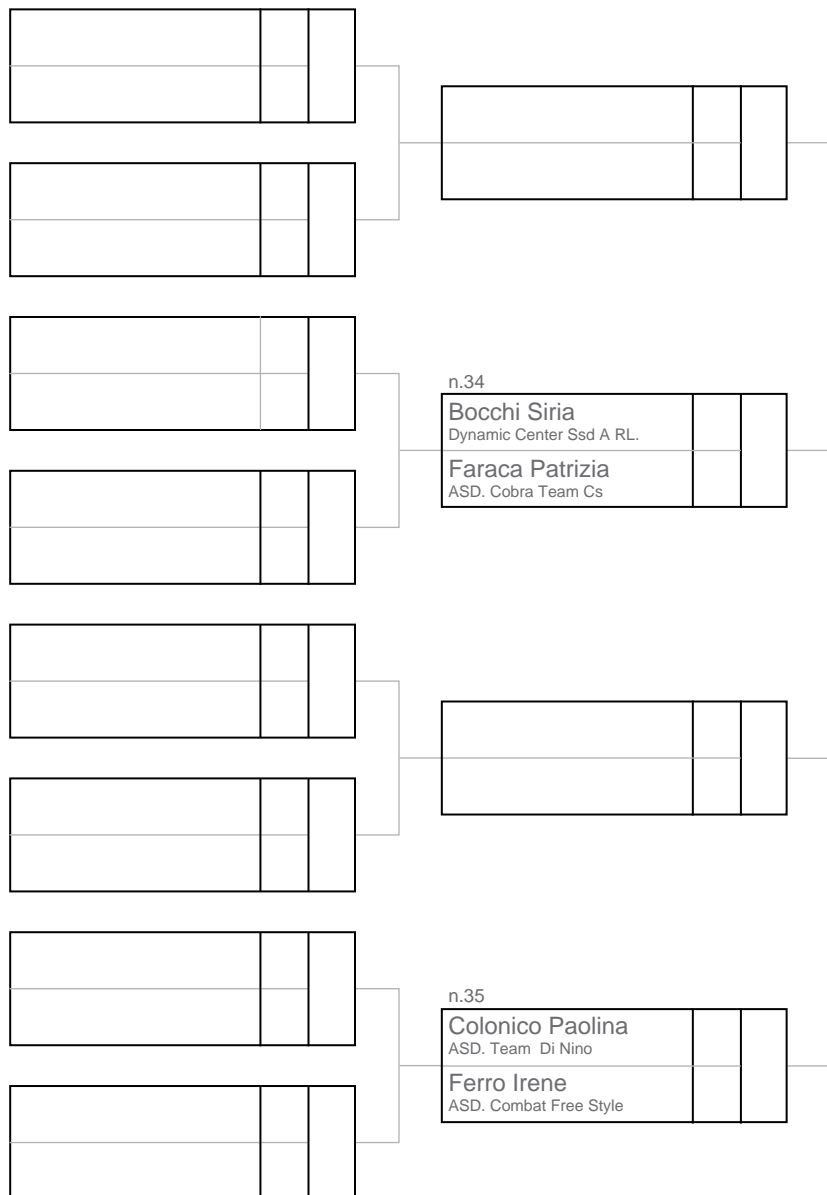 n.34
Bocchi Siria
Dynamic Center Ssd A RL.
Faraca Patrizia
ASD. Cobra Team Cs
n.35
Colonico Paolina
ASD. Team  Di Nino
Ferro Irene
ASD. Combat Free Style